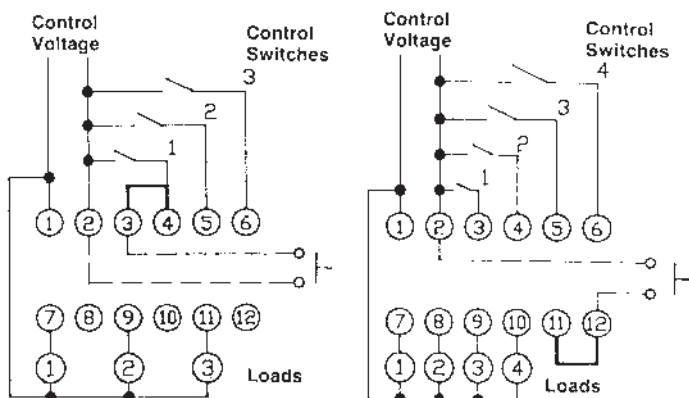 Control
Voltage
Control
Switches
3
2
1
1 2 3 4 5 6
7 8 9 10 11 12
1 2 3
Loads
Control
Voltage
Control
Switches
4
3
2
1
1 2 3 4 5 6
7 8 9 10 11 12
1 2 3 4
Loads